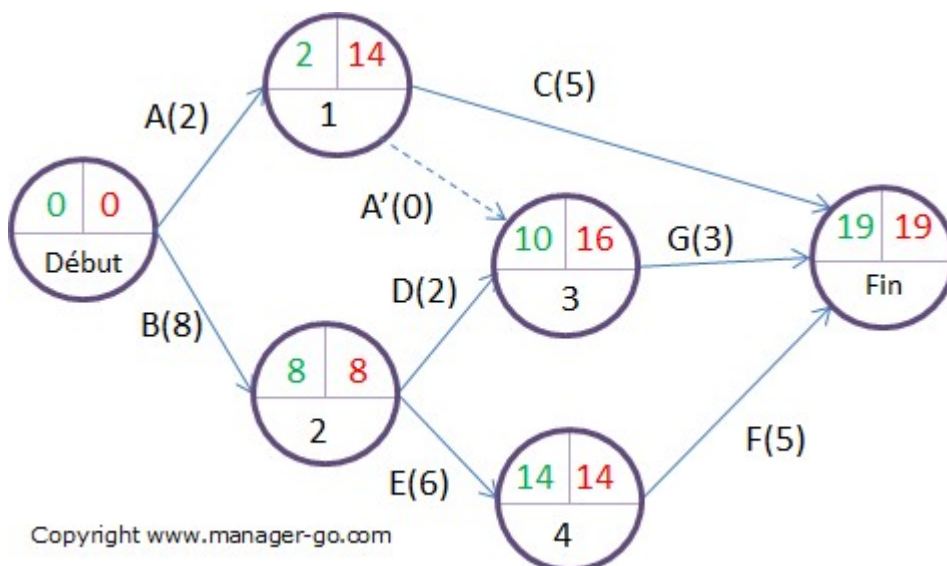 2 14
1
C(5)
A(2)
A’(0)
0 0
Début
10 16
3
G(3)
19 19
Fin
D(2)
B(8)
8 8
2
E(6)
14 14
4
F(5)
Copyright www.manager-go.com